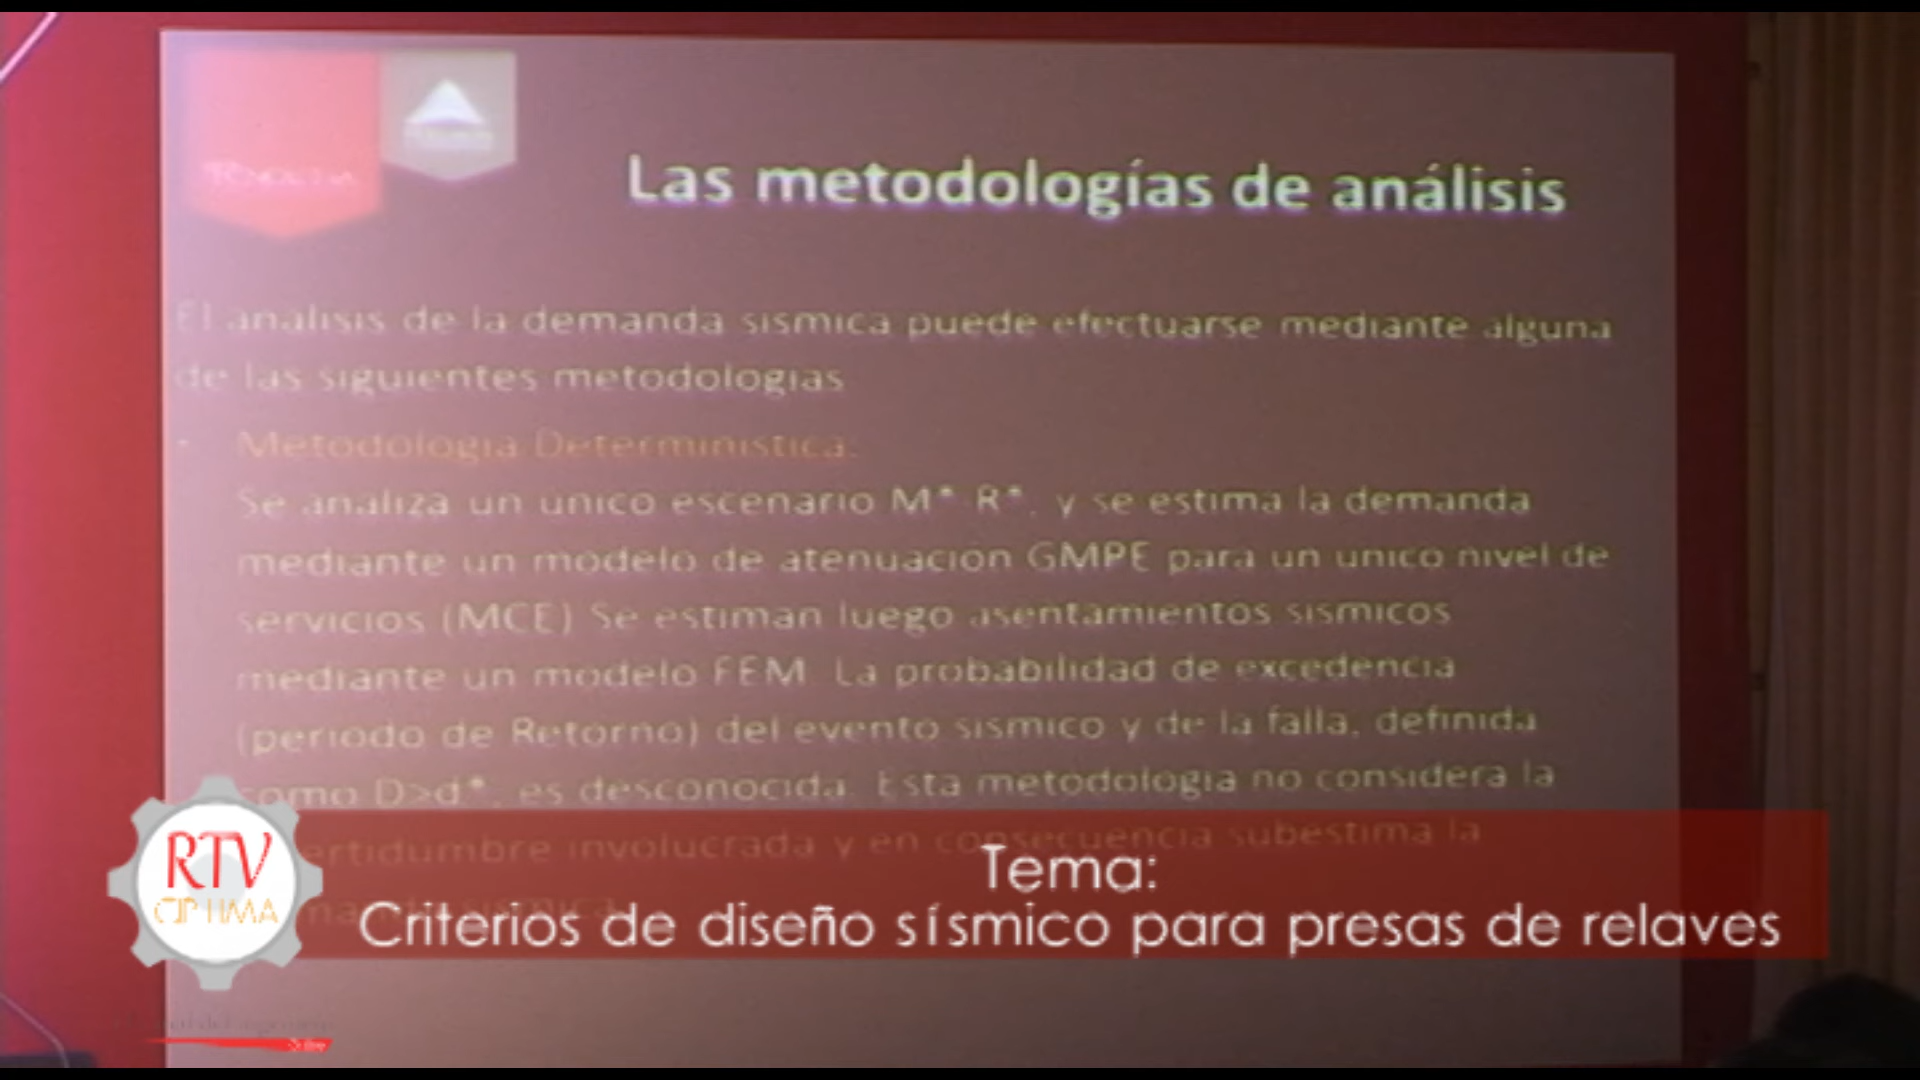 Las metodologías de análisis
El analisis de la demanda sismica puede efectuarse mediante alguna
de las siguientes metodologias
- Metodologia Deterministica:
Se analiza un unico escenario M*-R*, y se estima la demanda
mediante un modelo de atenuación GMPE para un unico nivel de
servicios (MCE) Se estiman luego asentamientos sismicos
mediante un modelo FEM. La probabilidad de excedencia
(periodo de Retorno) del evento sismico y de la falla, definida
como D>d*, es desconocida. Esta metodologia no considera la
involucrada y en consecuencia subestima la
RTV
CIP LIMA
Tema:
Criterios de diseño sísmico para presas de relaves
Online